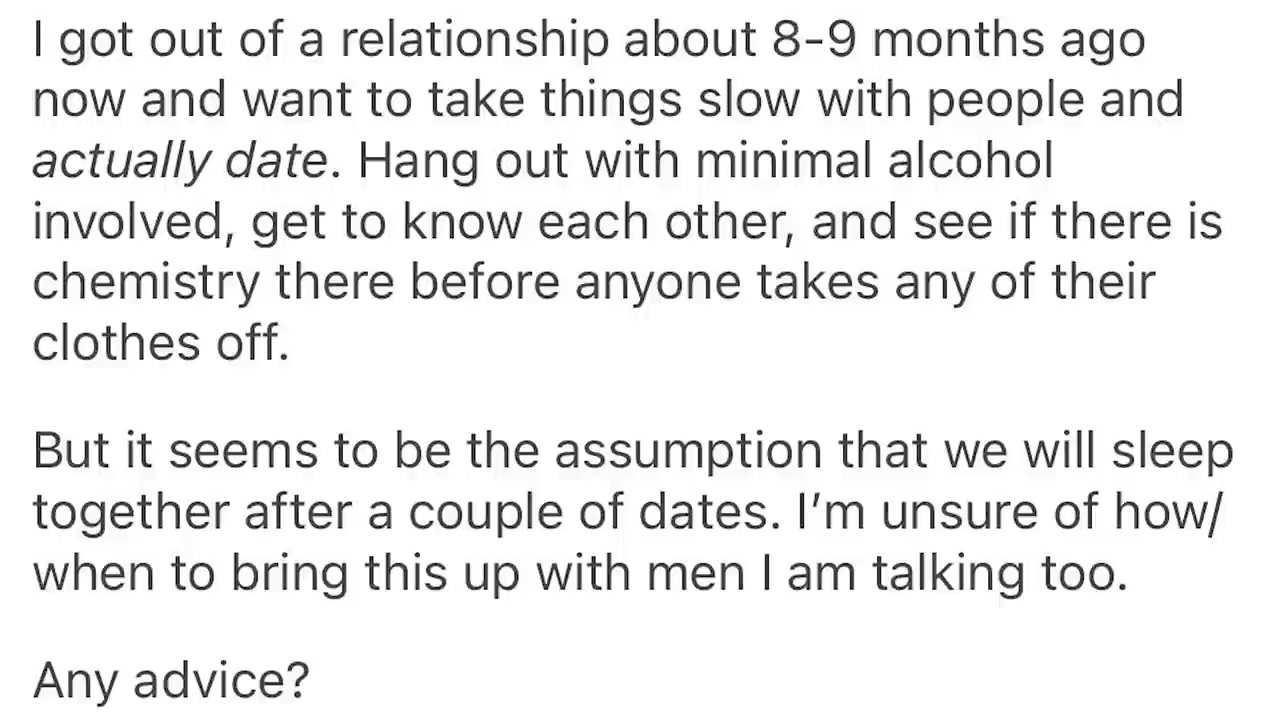 I got out of a relationship about 8-9 months ago
now and want to take things slow with people and
actually date. Hang out with minimal alcohol
involved, get to know each other, and see if there is
chemistry there before anyone takes any of their
clothes off.
But it seems to be the assumption that we will sleep
together after a couple of dates. I’m unsure of how/
when to bring this up with men I am talking too.
Any advice?